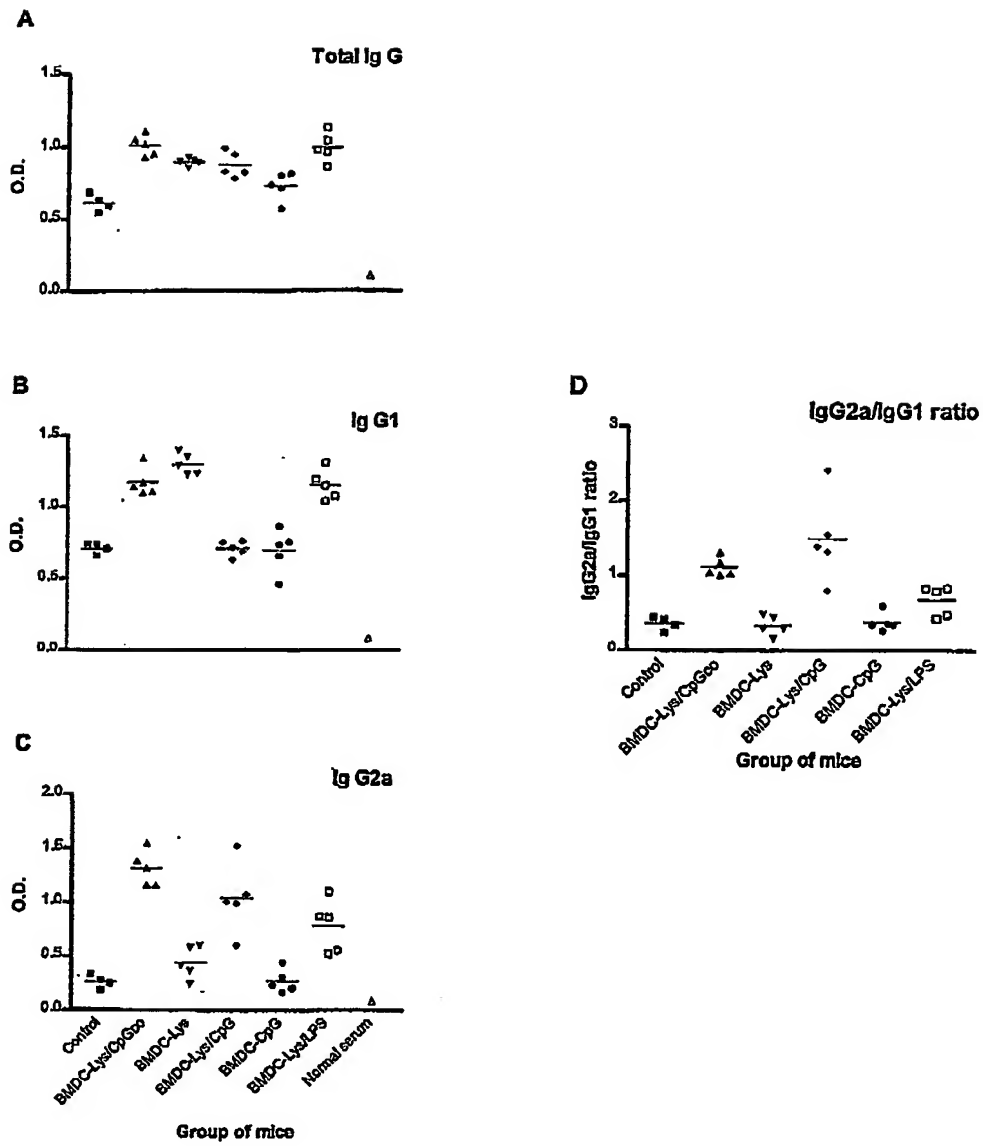 A
Total Ig G
1.5
1.0
0.5
0.0
O.D.
B
Ig G1
1.5
1.0
0.5
0.0
O.D.
C
Ig G2a
2.0
1.5
1.0
0.5
0.0
O.D.
Control
BMDC-Lys/CpGco
BMDC-Lys
BMDC-Lys/CpG
BMDC-CpG
BMDC-Lys/LPS
Normal serum
Group of mice
D
IgG2a/IgG1 ratio
3
2
1
0
IgG2a/IgG1 ratio
Control
BMDC-Lys/CpGco
BMDC-Lys
BMDC-Lys/CpG
BMDC-CpG
BMDC-Lys/LPS
Group of mice